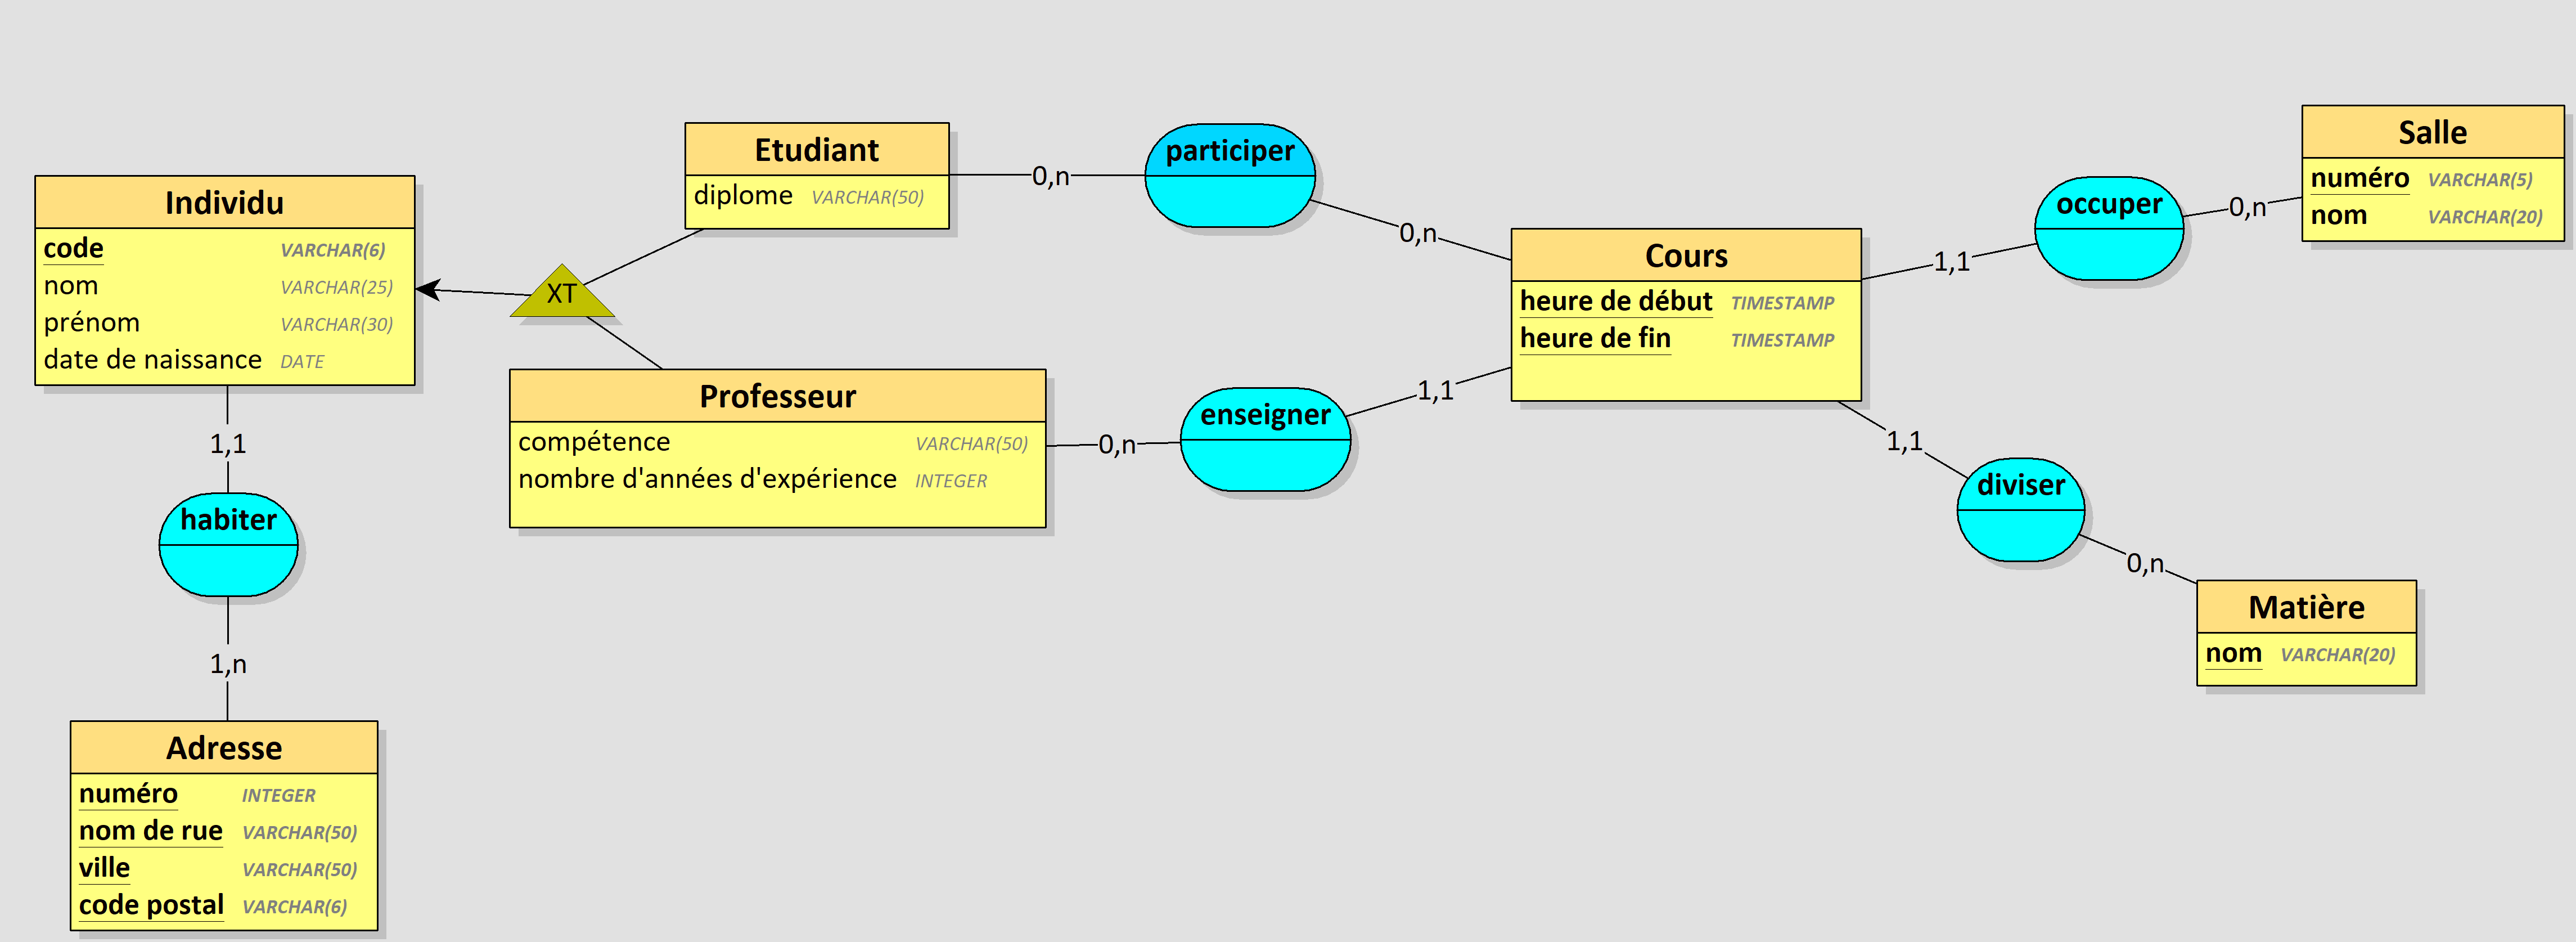 Individu
code VARCHAR(6)
nom VARCHAR(25)
prénom VARCHAR(30)
date de naissance DATE
1,1
habiter
1,n
Adresse
numéro INTEGER
nom de rue VARCHAR(50)
ville VARCHAR(50)
code postal VARCHAR(6)
XT
Etudiant
diplome VARCHAR(50)
Professeur
compétence VARCHAR(50)
nombre d'années d'expérience INTEGER
0,n
participer
0,n
0,n
enseigner
1,1
Cours
heure de début TIMESTAMP
heure de fin TIMESTAMP
1,1
occuper
0,n
Salle
numéro VARCHAR(5)
nom VARCHAR(20)
1,1
diviser
0,n
Matière
nom VARCHAR(20)